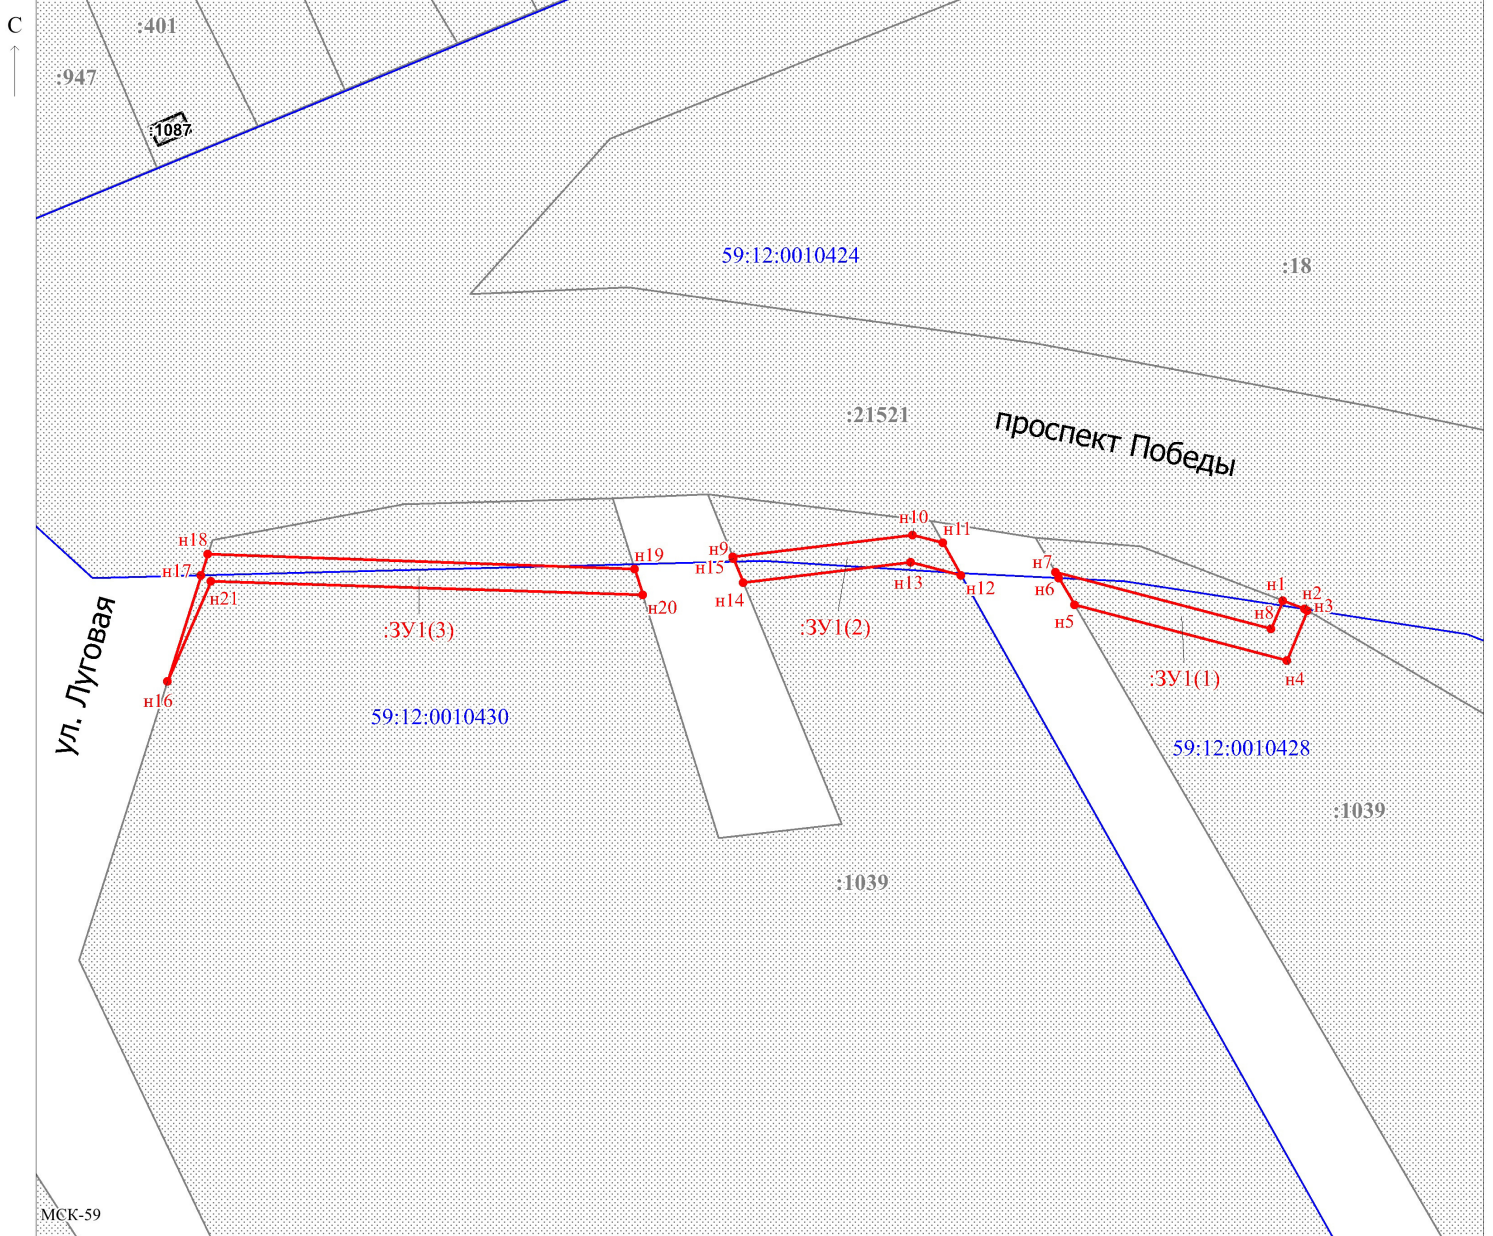 С
:401
:947
:1087
59:12:0010424
:18
:21521
проспект Победы
н10
н11
н18
н9
н19
н7
н15
н17
н13
н6
н12
н1
н2
н3
н21
н14
н20
н5
н8
:ЗУ1(3)
:ЗУ1(2)
:ЗУ1(1)
н4
ул. Луговая
н16
59:12:0010430
59:12:0010428
:1039
:1039
МСК-59